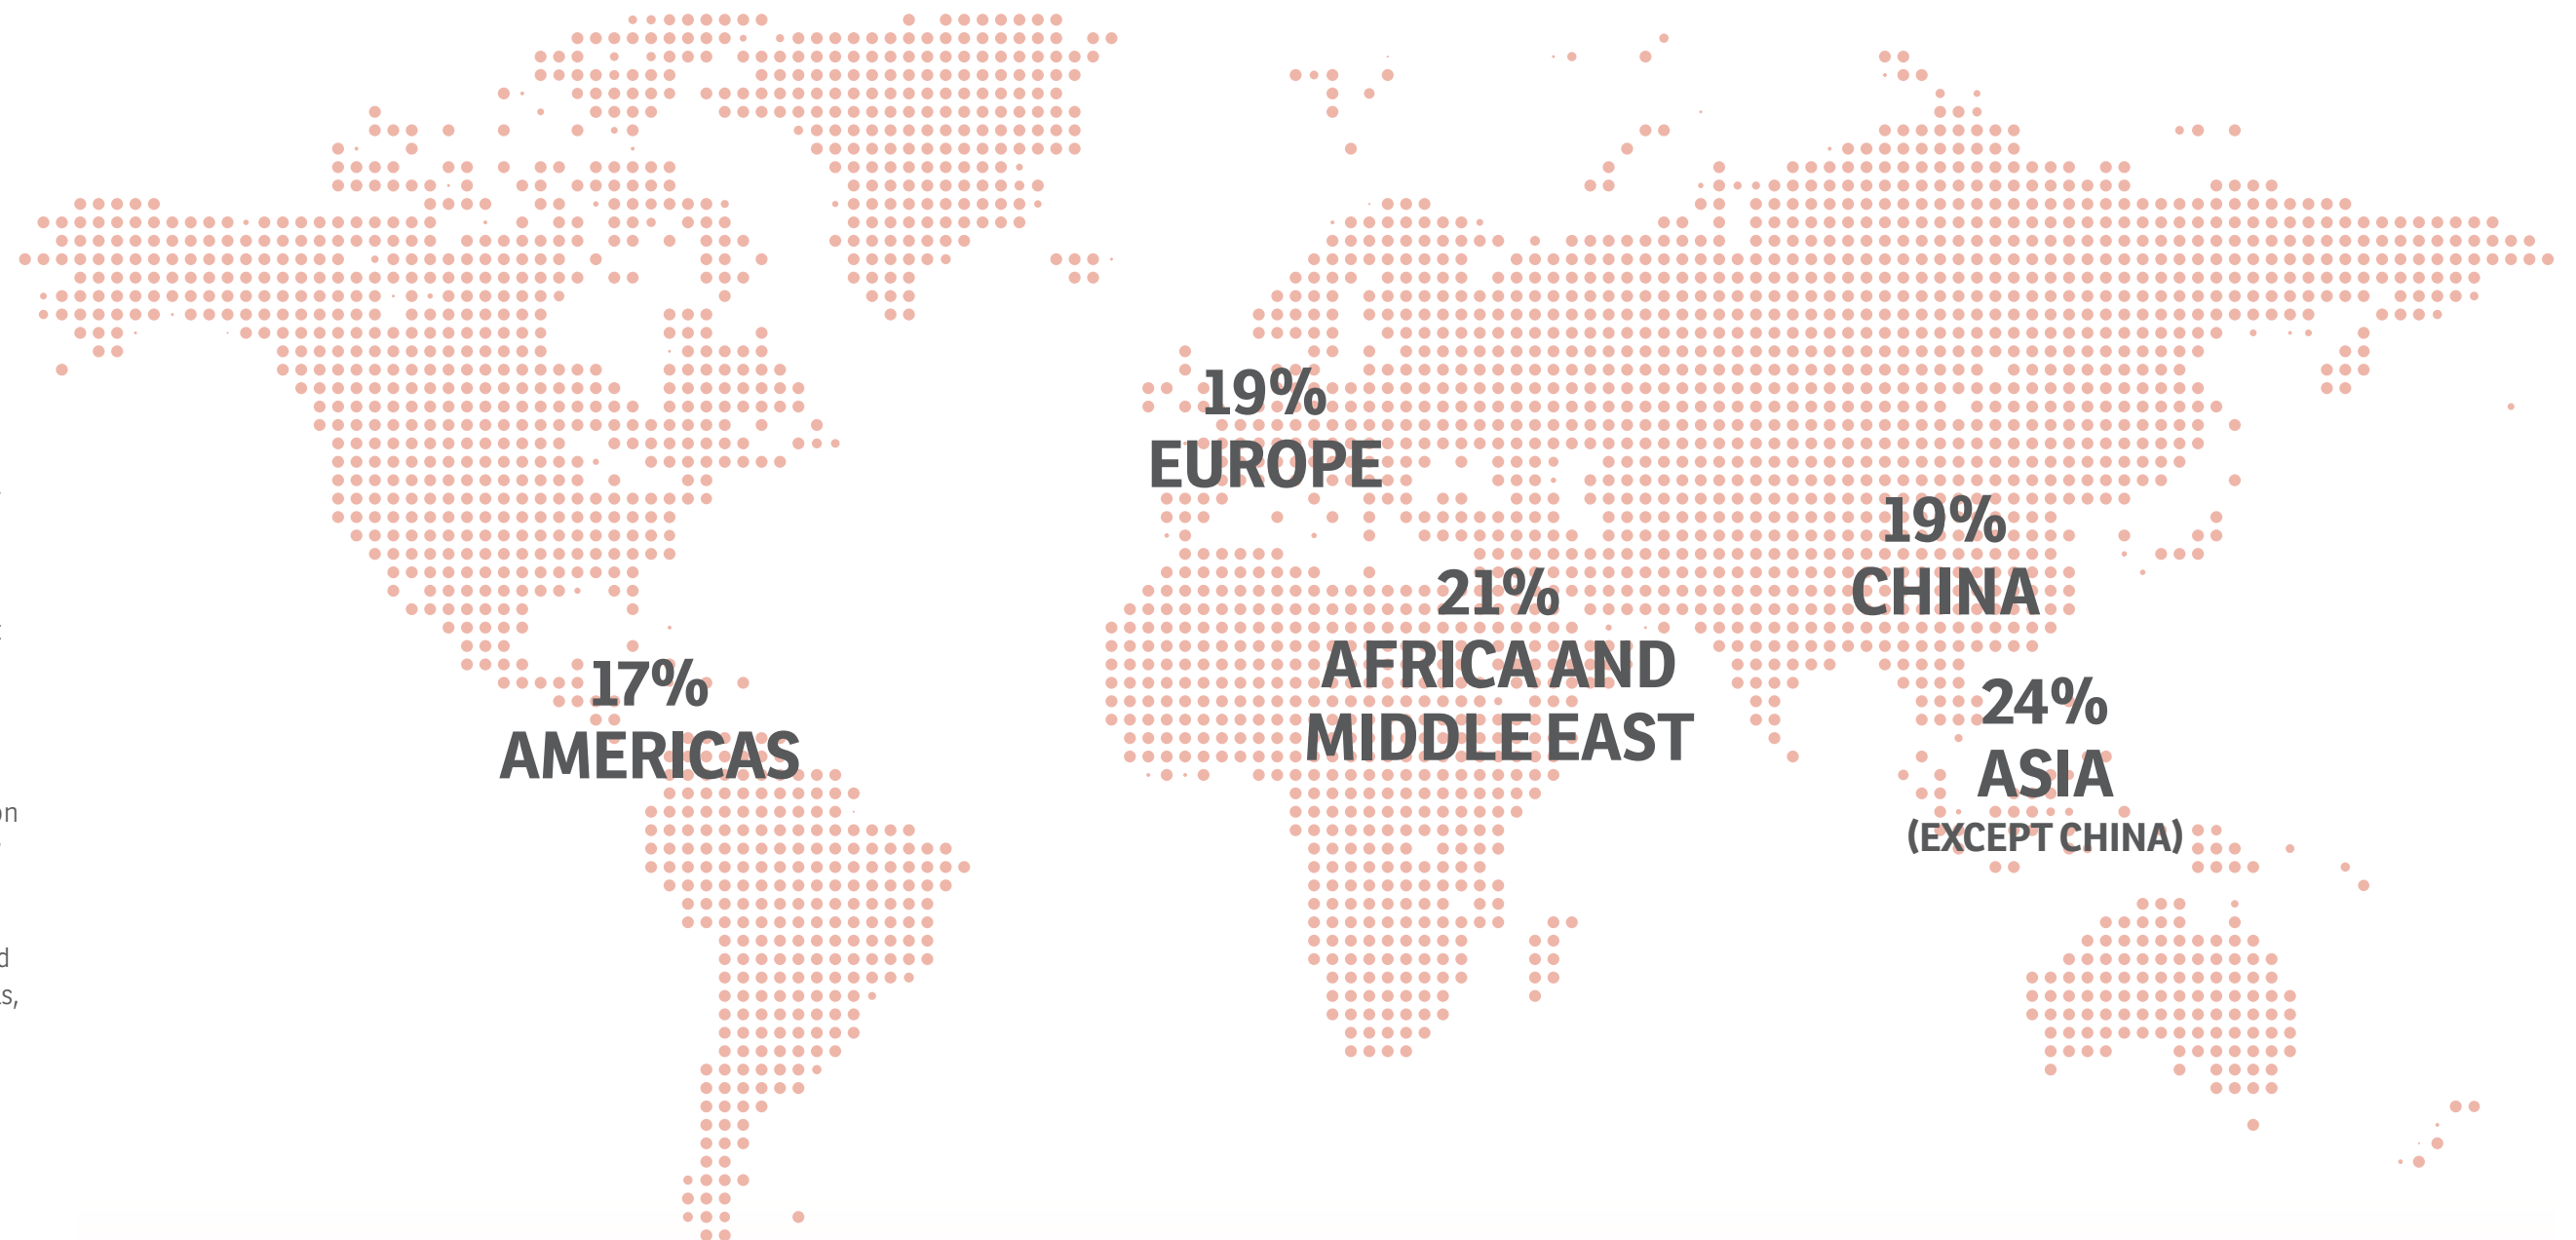 19%
EUROPE
19%
CHINA
21%
AFRICA AND
MIDDLE EAST
17%
AMERICAS
24%
ASIA
(EXCEPT CHINA)